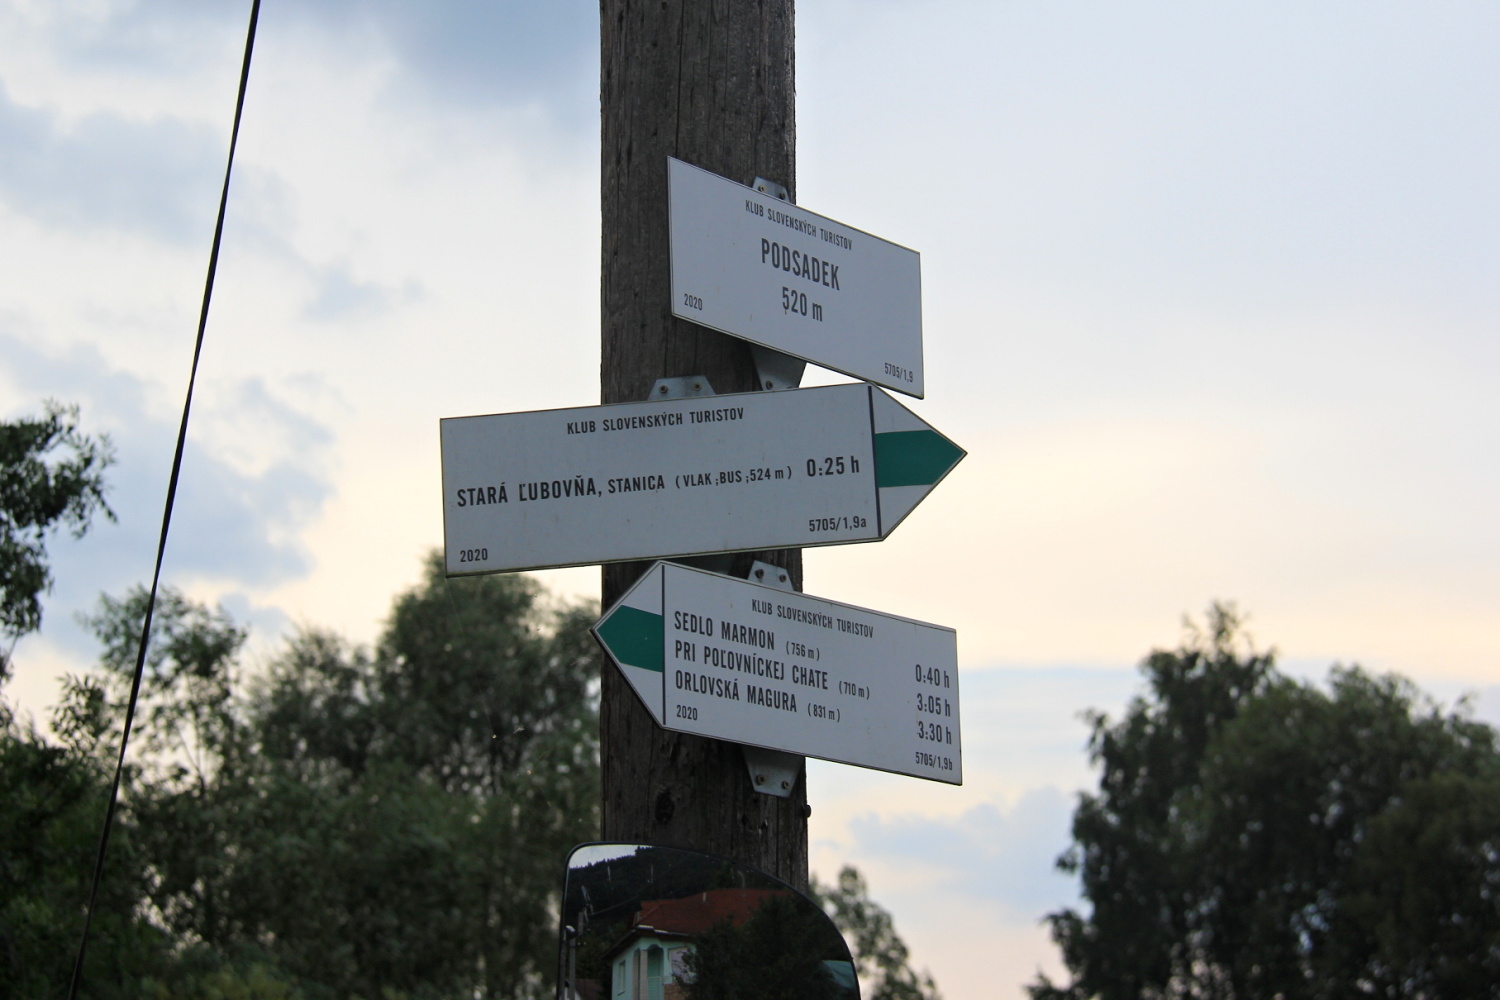 KLUB SLOVENSKÝCH TURISTOV
PODSADEK
520 m
2020
5705/1,9
KLUB SLOVENSKÝCH TURISTOV
STARÁ ĽUBOVŇA, STANICA (VLAK ;BUS ;524 m) 0:25 h
5705/1,9a
2020
KLUB SLOVENSKÝCH TURISTOV
SEDLO MARMON (756 m) 0:40 h
PRI POĽOVNÍCKEJ CHATE (710 m) 3:05 h
ORLOVSKÁ MAGURA (831 m) 3:30 h
2020
5705/1,9b